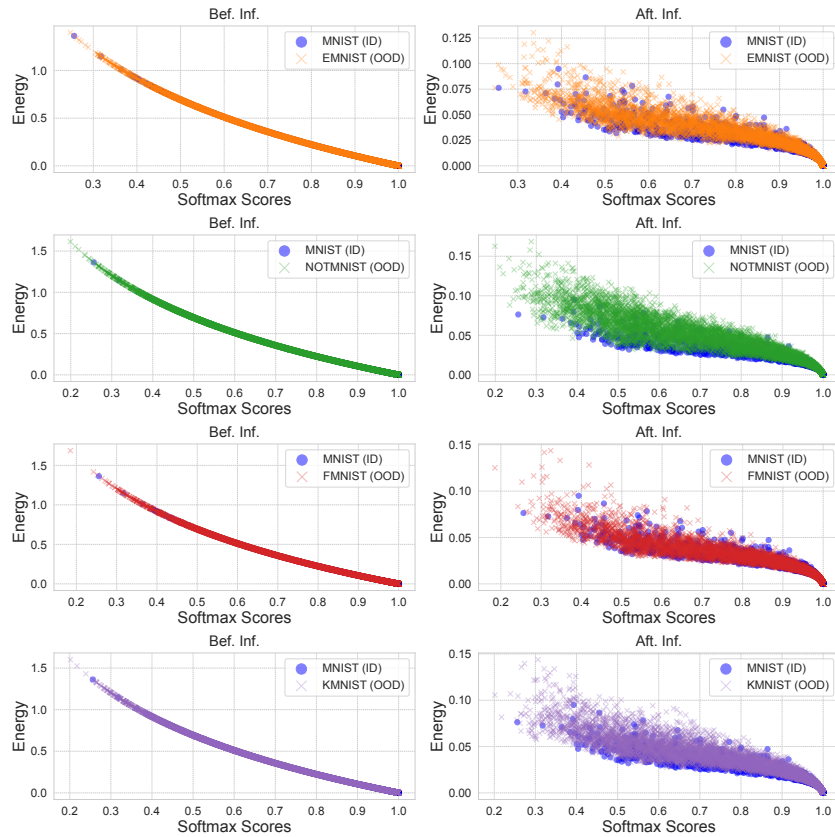 Bef. Inf.
Aft. Inf.
MNIST (ID)
EMNIST (OOD)
MNIST (ID)
EMNIST (OOD)
Energy
1.0
0.5
0.0
0.125
0.100
0.075
0.050
0.025
0.000
0.3 0.4 0.5 0.6 0.7 0.8 0.9 1.0
0.3 0.4 0.5 0.6 0.7 0.8 0.9 1.0
Softmax Scores
Softmax Scores
Bef. Inf.
Aft. Inf.
MNIST (ID)
NOTMNIST (OOD)
MNIST (ID)
NOTMNIST (OOD)
Energy
1.5
1.0
0.5
0.0
0.15
0.10
0.05
0.00
0.2 0.3 0.4 0.5 0.6 0.7 0.8 0.9 1.0
0.2 0.3 0.4 0.5 0.6 0.7 0.8 0.9 1.0
Softmax Scores
Softmax Scores
Bef. Inf.
Aft. Inf.
MNIST (ID)
FMNIST (OOD)
MNIST (ID)
FMNIST (OOD)
Energy
1.5
1.0
0.5
0.0
0.15
0.10
0.05
0.00
0.2 0.3 0.4 0.5 0.6 0.7 0.8 0.9 1.0
0.2 0.3 0.4 0.5 0.6 0.7 0.8 0.9 1.0
Softmax Scores
Softmax Scores
Bef. Inf.
Aft. Inf.
MNIST (ID)
KMNIST (OOD)
MNIST (ID)
KMNIST (OOD)
Energy
1.5
1.0
0.5
0.0
0.15
0.10
0.05
0.00
0.2 0.3 0.4 0.5 0.6 0.7 0.8 0.9 1.0
0.2 0.3 0.4 0.5 0.6 0.7 0.8 0.9 1.0
Softmax Scores
Softmax Scores